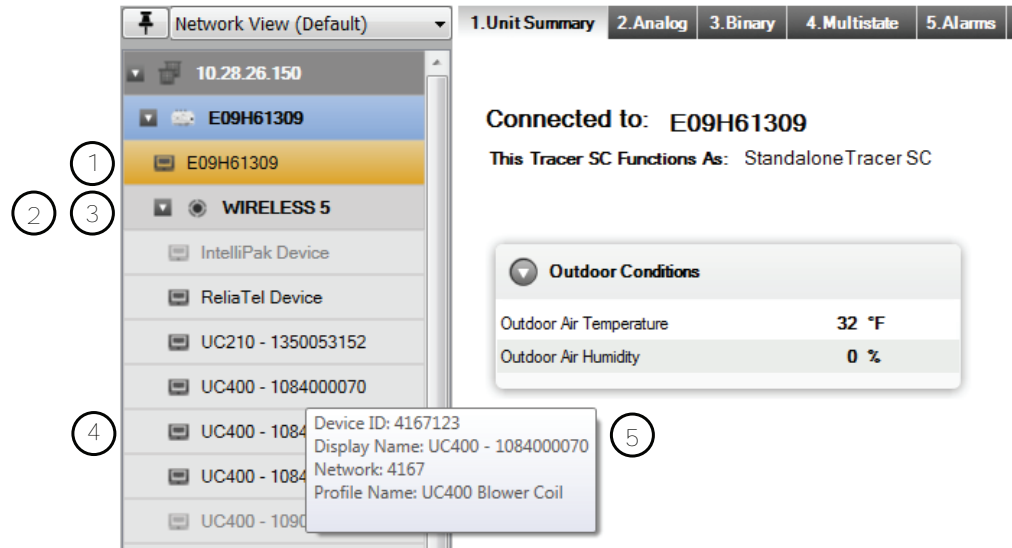 Network View (Default)
1.Unit Summary 2.Analog 3.Binary 4.Multistate 5.Alarms
10.28.26.150
E09H61309
Connected to: E09H61309
1 E09H61309
This Tracer SC Functions As: Standalone Tracer SC
2 3 WIRELESS 5
IntelliPak Device
Outdoor Conditions
ReliaTel Device
Outdoor Air Temperature 32 °F
UC210 - 1350053152
Outdoor Air Humidity 0 %
UC400 - 1084000070
4 UC400 - 1084
Device ID: 4167123
Display Name: UC400 - 1084000070
Network: 4167
Profile Name: UC400 Blower Coil
5
UC400 - 1084
UC400 - 1090